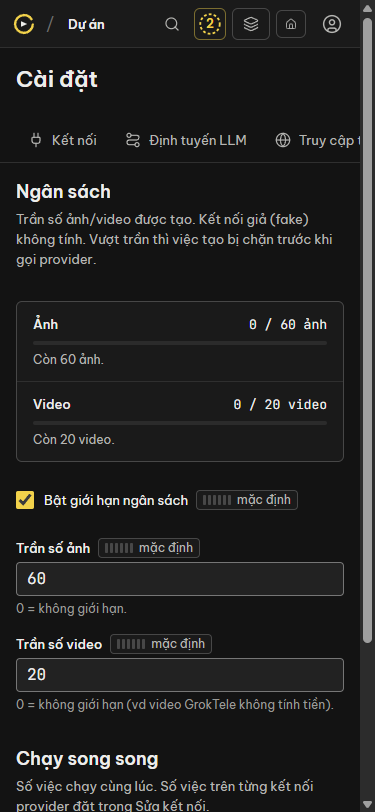 / Dự án 2
Cài đặt
Kết nối Định tuyến LLM Truy cập t
Ngân sách
Trần số ảnh/video được tạo. Kết nối giả (fake)
không tính. Vượt trần thì việc tạo bị chặn trước khi
gọi provider.
Ảnh 0 / 60 ảnh
Còn 60 ảnh.
Video 0 / 20 video
Còn 20 video.
Bật giới hạn ngân sách mặc định
Trần số ảnh mặc định
60
0 = không giới hạn.
Trần số video mặc định
20
0 = không giới hạn (vd video GrokTele không tính tiền).
Chạy song song
Số việc chạy cùng lúc. Số việc trên từng kết nối
provider đặt trong Sửa kết nối.